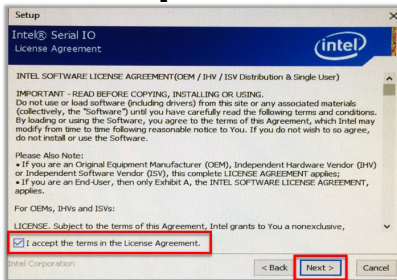 Setup
Intel® Serial IO
License Agreement
intel
INTEL SOFTWARE LICENSE AGREEMENT(OEM / IHV / ISV Distribution & Single User)
IMPORTANT - READ BEFORE COPYING, INSTALLING OR USING.
Do not use or load software (including drivers) from this site or any associated materials
(collectively, the "Software") until you have carefully read the following terms and conditions.
By loading or using the Software, you agree to the terms of this Agreement, which Intel may
modify from time to time following reasonable notice to You. If you do not wish to so agree,
do not install or use the Software.
Please Also Note:
• If you are an Original Equipment Manufacturer (OEM), Independent Hardware Vendor (IHV)
or Independent Software Vendor (ISV), this complete LICENSE AGREEMENT applies;
• If you are an End-User, then only Exhibit A, the INTEL SOFTWARE LICENSE AGREEMENT,
applies.
For OEMs, IHVs and ISVs:
LICENSE. Subject to the terms of this Agreement, Intel grants to You a nonexclusive,
I accept the terms in the License Agreement.
Intel Corporation
< Back
Next >
Cancel